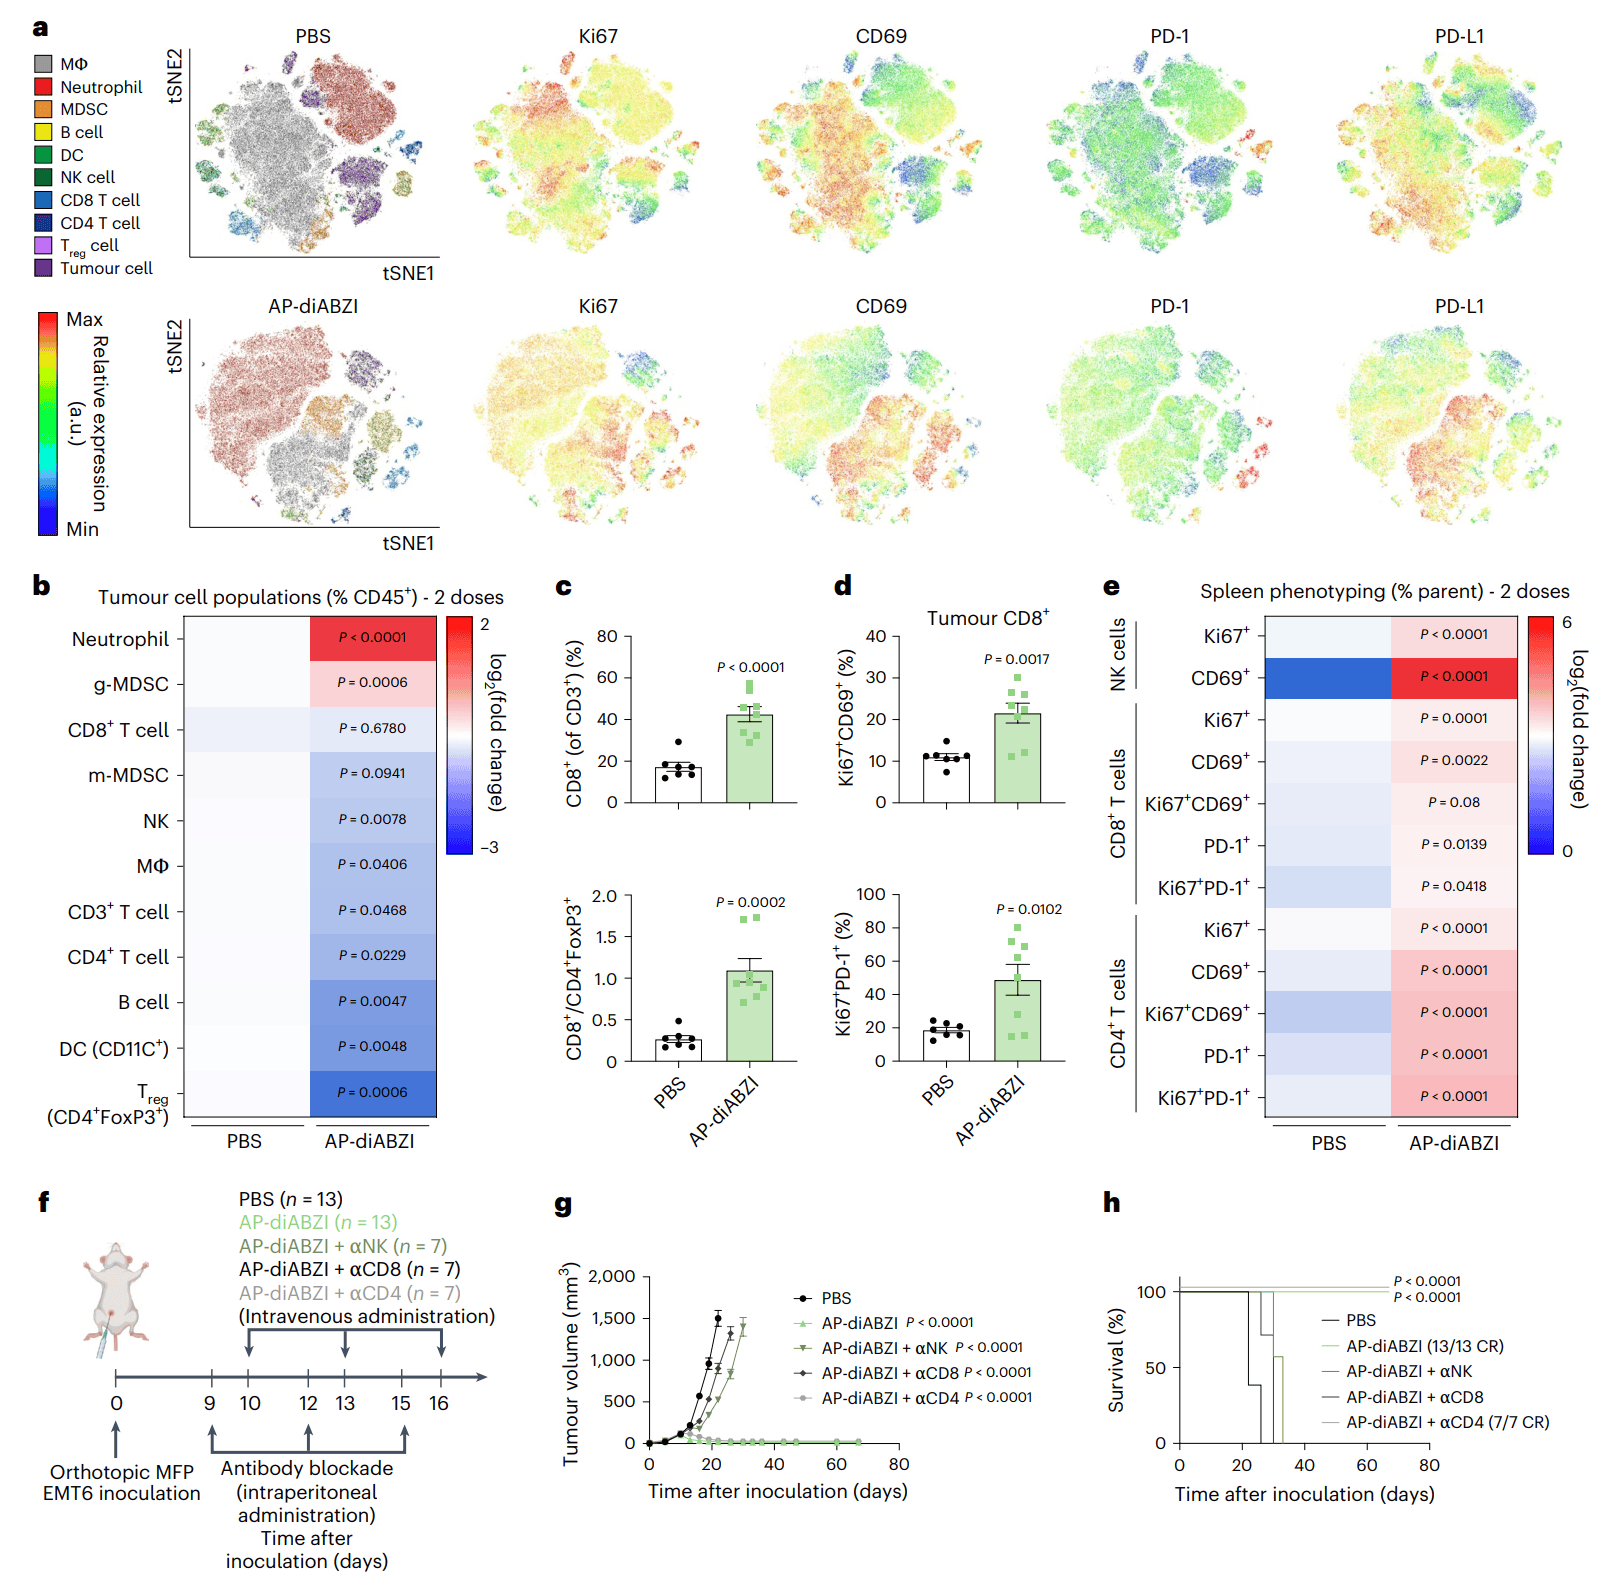 a
PBS
Ki67
CD69
PD-1
PD-L1
MΦ
Neutrophil
MDSC
B cell
DC
NK cell
CD8 T cell
CD4 T cell
Treg cell
Tumour cell
tSNE2
tSNE1
AP-diABZI
Ki67
CD69
PD-1
PD-L1
Max
Relative expression
(a.u.)
Min
tSNE2
tSNE1
b
Tumour cell populations (% CD45+) - 2 doses
Neutrophil
P < 0.0001
g-MDSC
P = 0.0006
CD8+ T cell
P = 0.6780
m-MDSC
P = 0.0941
NK
P = 0.0078
MΦ
P = 0.0406
CD3+ T cell
P = 0.0468
CD4+ T cell
P = 0.0229
B cell
P = 0.0047
DC (CD11C+)
P = 0.0048
Treg
(CD4+FoxP3+)
P = 0.0006
PBS
AP-diABZI
2
log2(fold change)
–3
c
CD8+ (of CD3+) (%)
80
60
40
20
0
P < 0.0001
CD8+/CD4+FoxP3+
2.0
1.5
1.0
0.5
0
P = 0.0002
PBS
AP-diABZI
d
Tumour CD8+
Ki67+CD69+ (%)
40
30
20
10
0
P = 0.0017
Ki67+PD-1+ (%)
100
80
60
40
20
0
P = 0.0102
PBS
AP-diABZI
e
Spleen phenotyping (% parent) - 2 doses
NK cells
Ki67+
P < 0.0001
CD69+
P < 0.0001
CD8+ T cells
Ki67+
P = 0.0001
CD69+
P = 0.0022
Ki67+CD69+
P = 0.08
PD-1+
P = 0.0139
Ki67+PD-1+
P = 0.0418
CD4+ T cells
Ki67+
P < 0.0001
CD69+
P < 0.0001
Ki67+CD69+
P < 0.0001
PD-1+
P < 0.0001
Ki67+PD-1+
P < 0.0001
PBS
AP-diABZI
6
log2(fold change)
0
f
PBS (n = 13)
AP-diABZI (n = 13)
AP-diABZI + αNK (n = 7)
AP-diABZI + αCD8 (n = 7)
AP-diABZI + αCD4 (n = 7)
(Intravenous administration)
0 9 10 12 13 15 16
Orthotopic MFP
EMT6 inoculation
Antibody blockade
(intraperitoneal
administration)
Time after
inoculation (days)
g
Tumour volume (mm3)
2,000
1,500
1,000
500
0
PBS
AP-diABZI P < 0.0001
AP-diABZI + αNK P < 0.0001
AP-diABZI + αCD8 P < 0.0001
AP-diABZI + αCD4 P < 0.0001
0 20 40 60 80
Time after inoculation (days)
h
Survival (%)
100
50
0
P < 0.0001
P < 0.0001
PBS
AP-diABZI (13/13 CR)
AP-diABZI + αNK
AP-diABZI + αCD8
AP-diABZI + αCD4 (7/7 CR)
0 20 40 60 80
Time after inoculation (days)